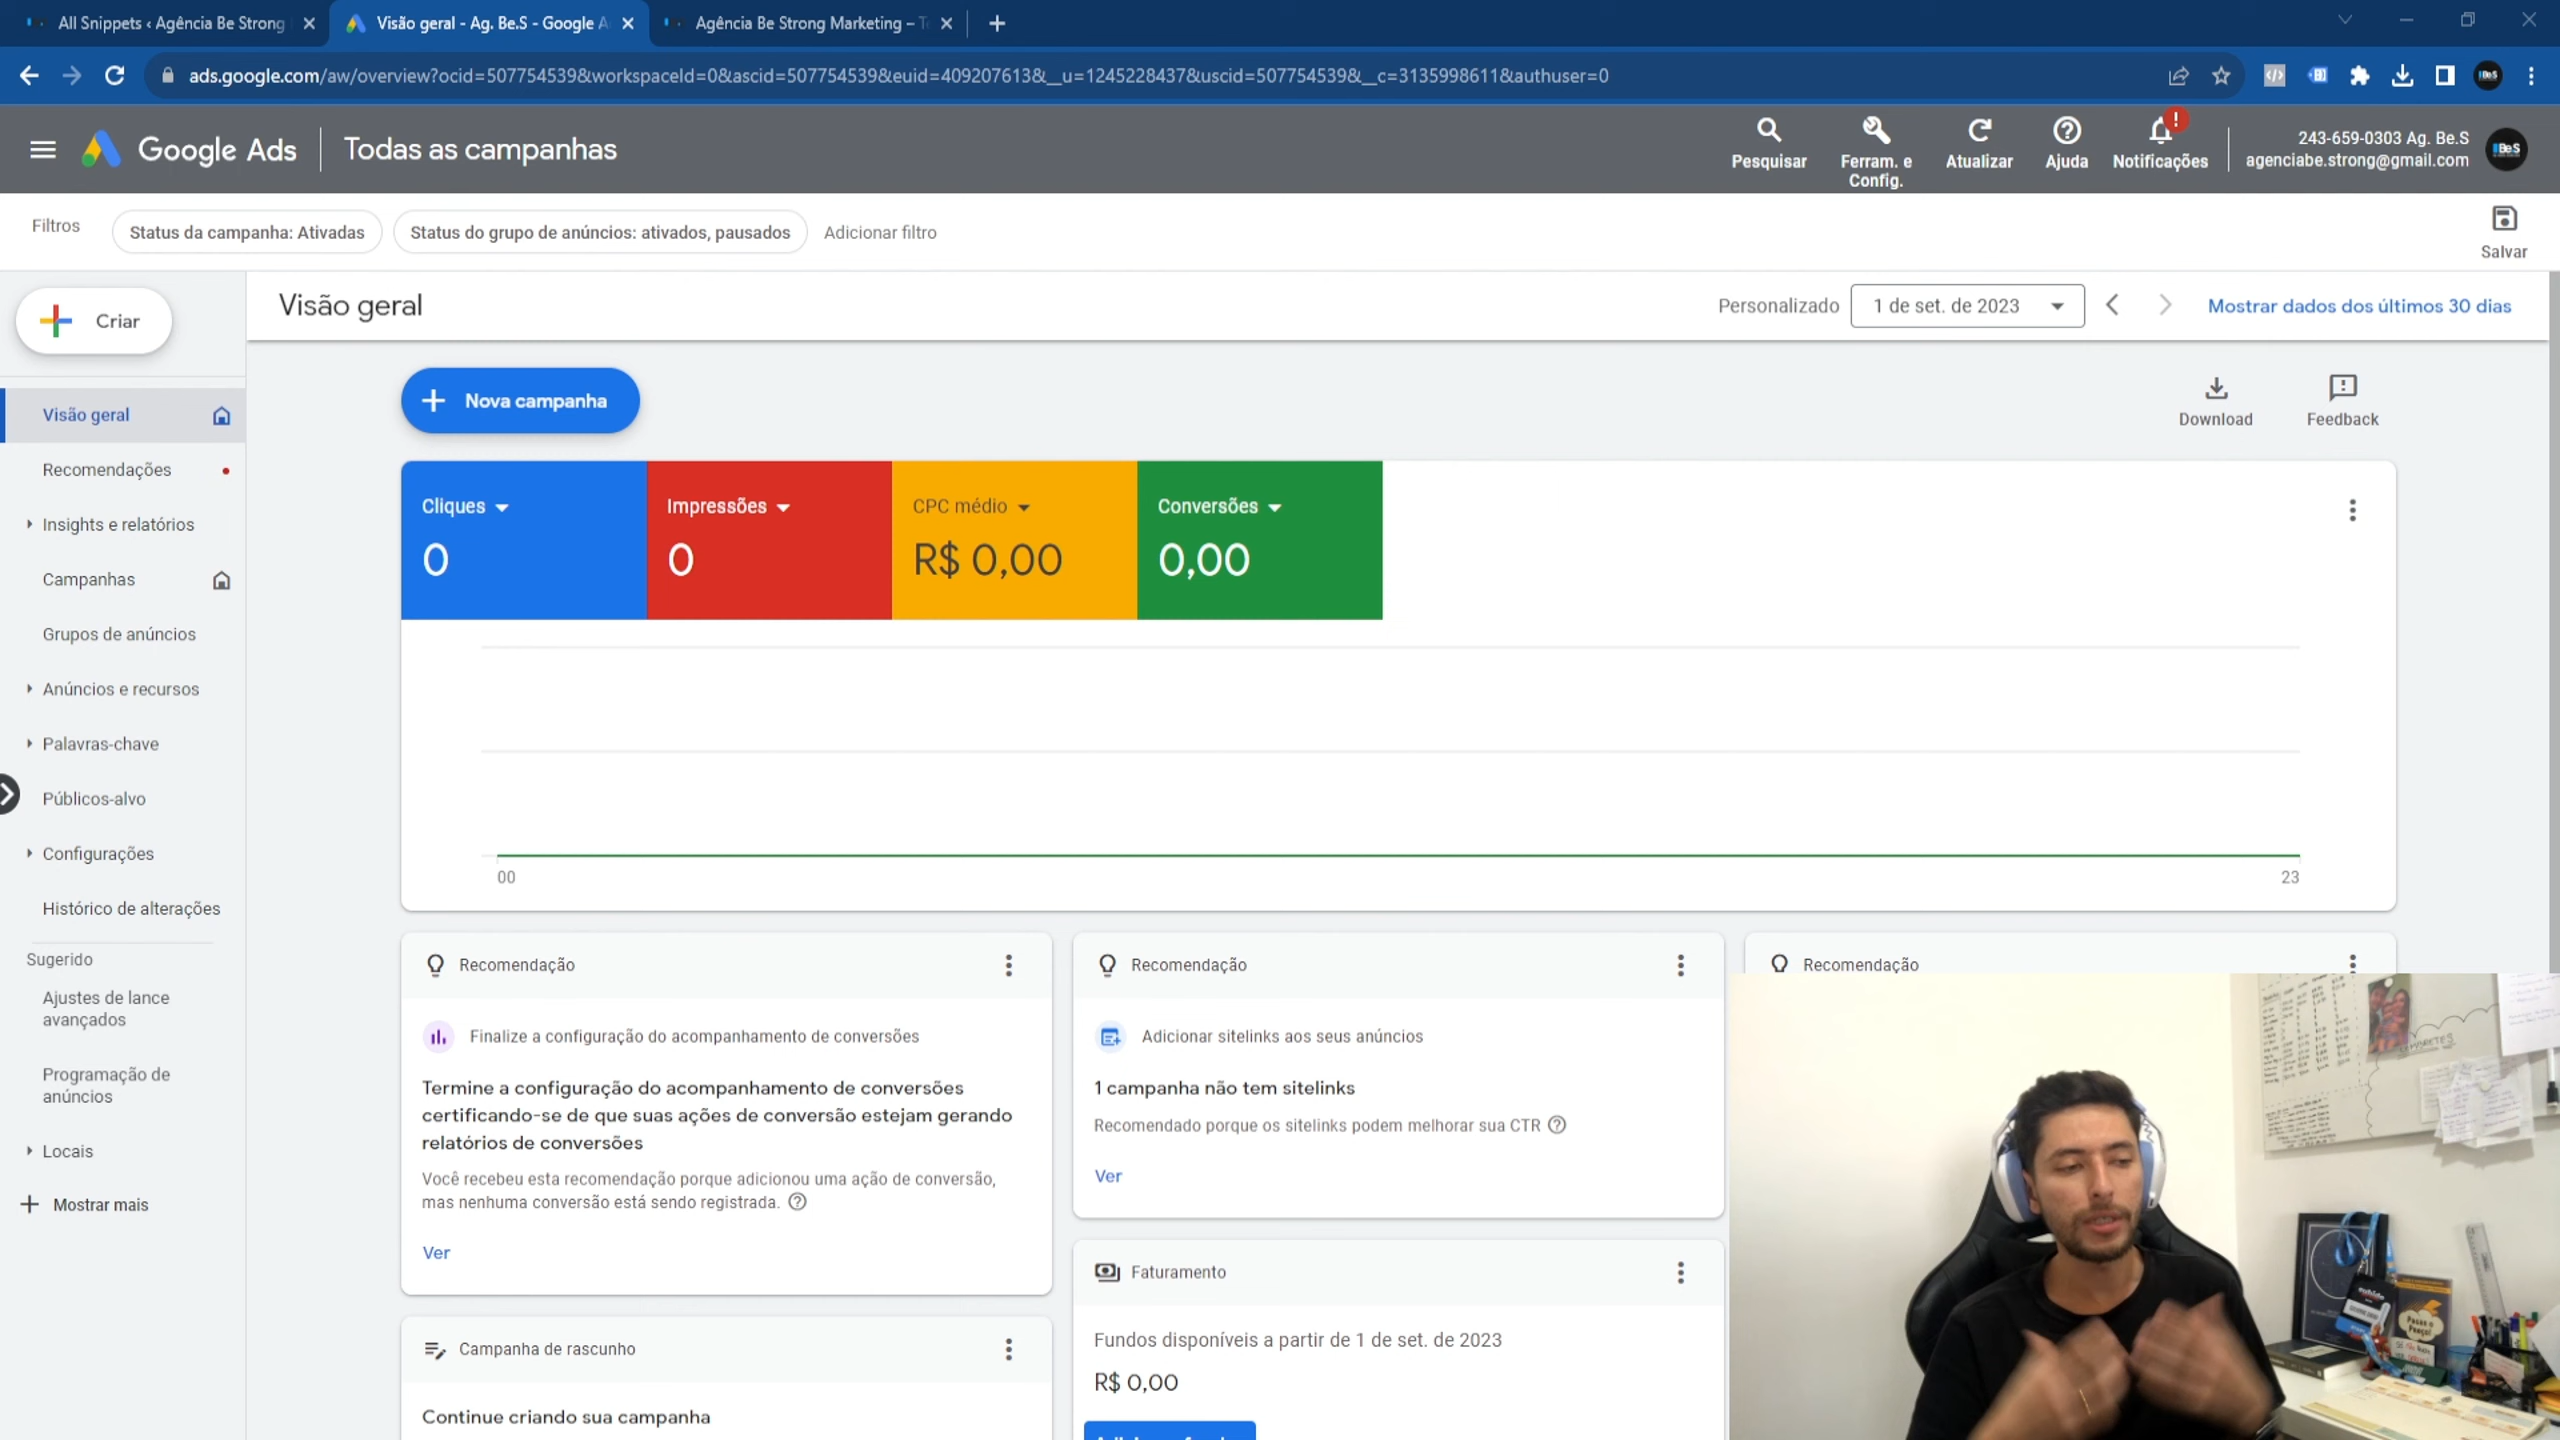 All Snippets ‹ Agência Be Strong
Visão geral - Ag. Be.S - Google A
Agência Be Strong Marketing – T
ads.google.com/aw/overview?ocid=507754539&workspaceId=0&ascid=507754539&euid=409207613&__u=1245228437&uscid=507754539&__c=3135998611&authuser=0
Google Ads
Todas as campanhas
Pesquisar
Ferram. e
Config.
Atualizar
Ajuda
Notificações
243-659-0303 Ag. Be.S
agenciabe.strong@gmail.com
Be.S
Filtros
Status da campanha: Ativadas
Status do grupo de anúncios: ativados, pausados
Adicionar filtro
Salvar
Criar
Visão geral
Personalizado
1 de set. de 2023
Mostrar dados dos últimos 30 dias
Visão geral
Recomendações
Insights e relatórios
Campanhas
Grupos de anúncios
Anúncios e recursos
Palavras-chave
Públicos-alvo
Configurações
Histórico de alterações
Sugerido
Ajustes de lance
avançados
Programação de
anúncios
Locais
Mostrar mais
Nova campanha
Download
Feedback
Cliques
0
Impressões
0
CPC médio
R$ 0,00
Conversões
0,00
00
23
Recomendação
Finalize a configuração do acompanhamento de conversões
Termine a configuração do acompanhamento de conversões
certificando-se de que suas ações de conversão estejam gerando
relatórios de conversões
Você recebeu esta recomendação porque adicionou uma ação de conversão,
mas nenhuma conversão está sendo registrada.
Ver
Campanha de rascunho
Continue criando sua campanha
Recomendação
Adicionar sitelinks aos seus anúncios
1 campanha não tem sitelinks
Recomendado porque os sitelinks podem melhorar sua CTR
Ver
Faturamento
Fundos disponíveis a partir de 1 de set. de 2023
R$ 0,00
Recomendação